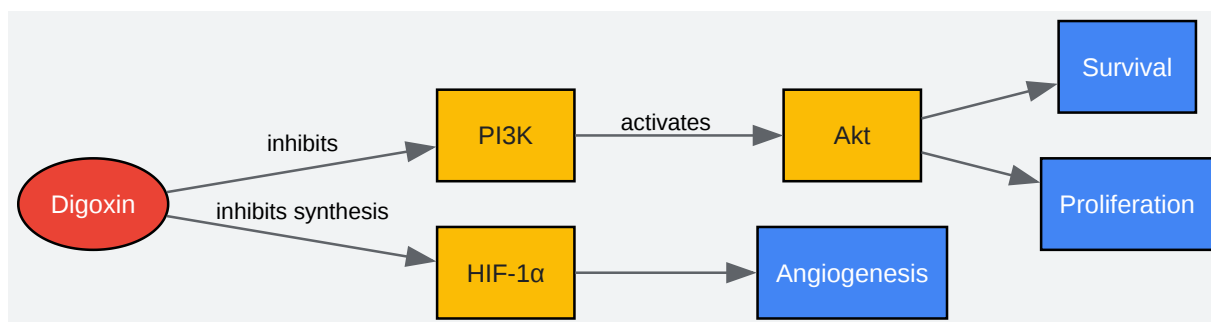 Survival
inhibits
PI3K
activates
Akt
Digoxin
inhibits synthesis
Proliferation
HIF-1α
Angiogenesis